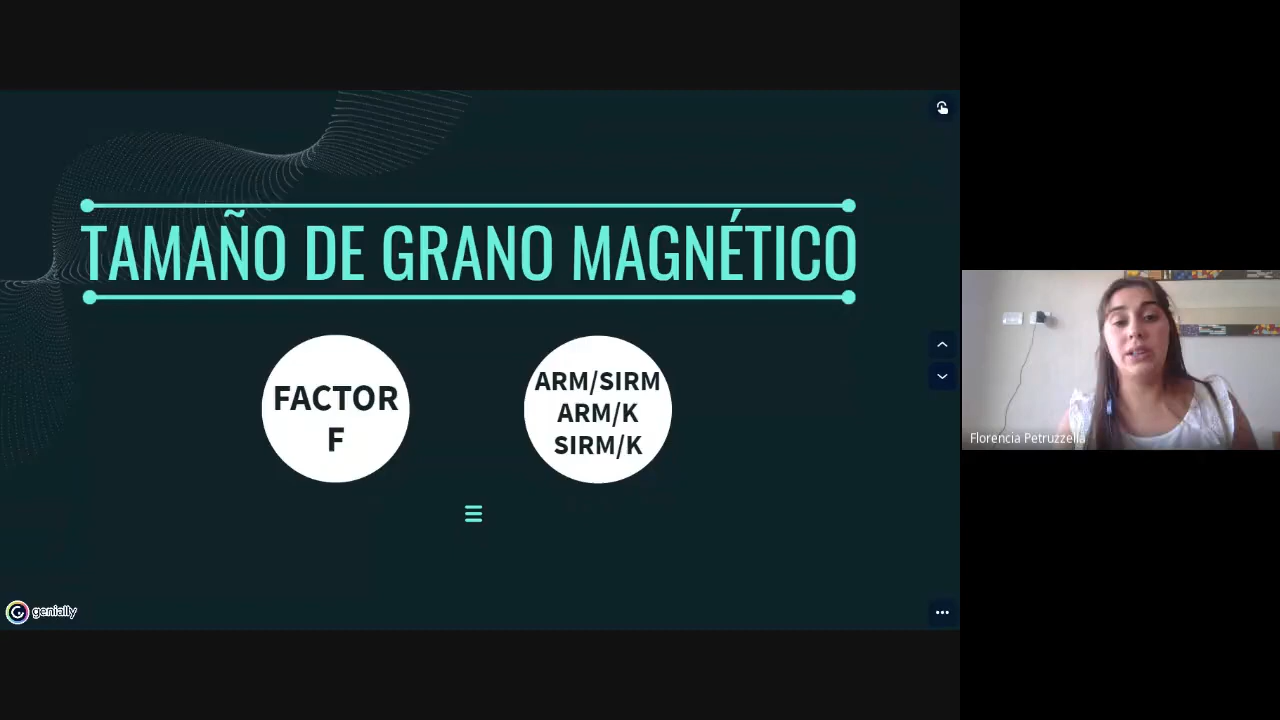 TAMAÑO DE GRANO MAGNÉTICO
FACTOR
F
ARM/SIRM
ARM/K
SIRM/K
genially
Florencia Petruzzella